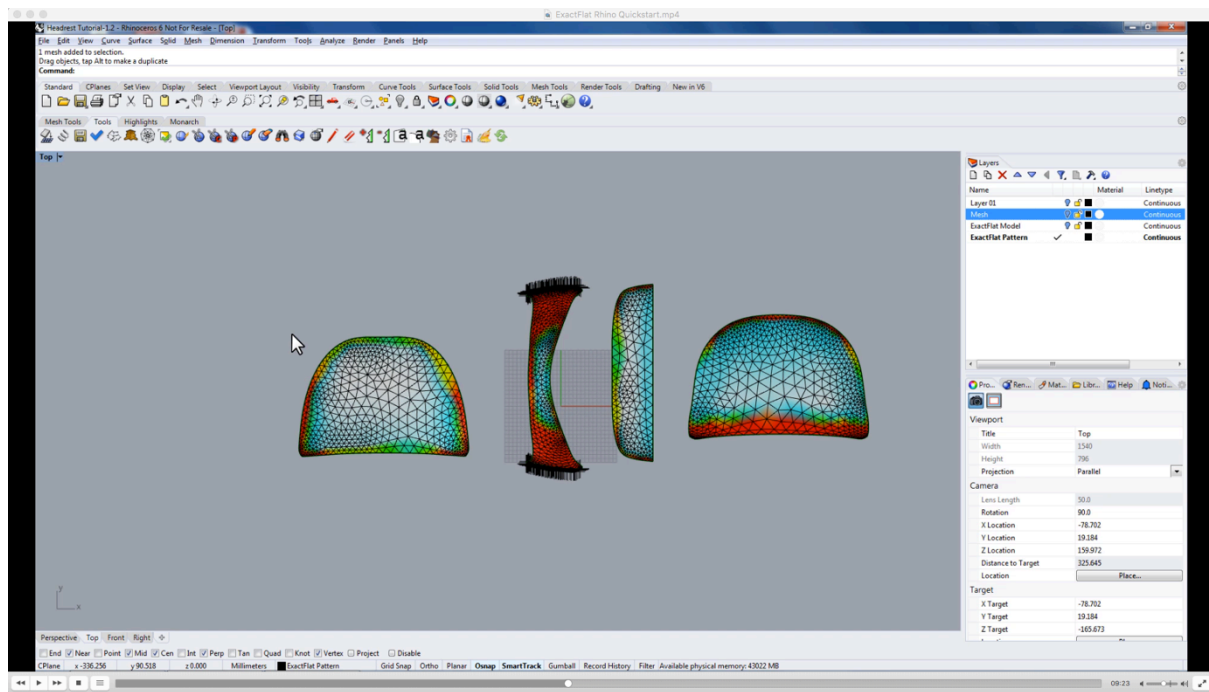 ExactFlat Rhino Quickstart.mp4
Headrest Tutorial-1.2 - Rhinoceros 6 Not For Resale - [Top]
File Edit View Curve Surface Solid Mesh Dimension Transform Tools Analyze Render Panels Help
1 mesh added to selection.
Drag objects, tap Alt to make a duplicate
Command:
Standard CPlanes Set View Display Select Viewport Layout Visibility Transform Curve Tools Surface Tools Solid Tools Mesh Tools Render Tools Drafting New in V6
Mesh Tools Tools Highlights Monarch
Top
Layers
Name Material Linetype
Layer 01 Continuous
Mesh Continuous
ExactFlat Model Continuous
ExactFlat Pattern Continuous
Pro... Ren... Mat... Libr... Help Noti...
Viewport
Title Top
Width 1540
Height 796
Projection Parallel
Camera
Lens Length 50.0
Rotation 90.0
X Location -78.702
Y Location 19.184
Z Location 159.972
Distance to Target 325.645
Location Place...
Target
X Target -78.702
Y Target 19.184
Z Target -165.673
y
x
Perspective Top Front Right
End Near Point Mid Cen Int Perp Tan Quad Knot Vertex Project Disable
CPlane x -336.256 y 90.518 z 0.000 Millimeters ExactFlat Pattern Grid Snap Ortho Planar Osnap SmartTrack Gumball Record History Filter Available physical memory: 43022 MB
09:23